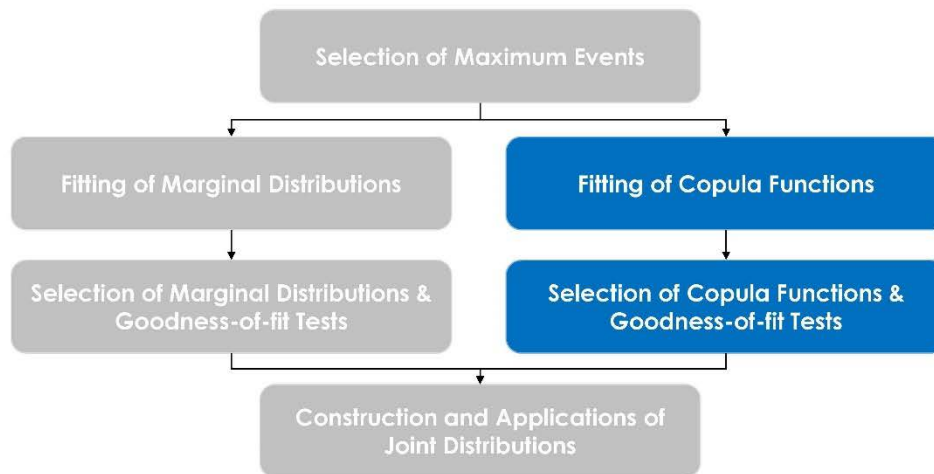 Selection of Maximum Events
Fitting of Marginal Distributions
Fitting of Copula Functions
Selection of Marginal Distributions &
Goodness-of-fit Tests
Selection of Copula Functions &
Goodness-of-fit Tests
Construction and Applications of
Joint Distributions